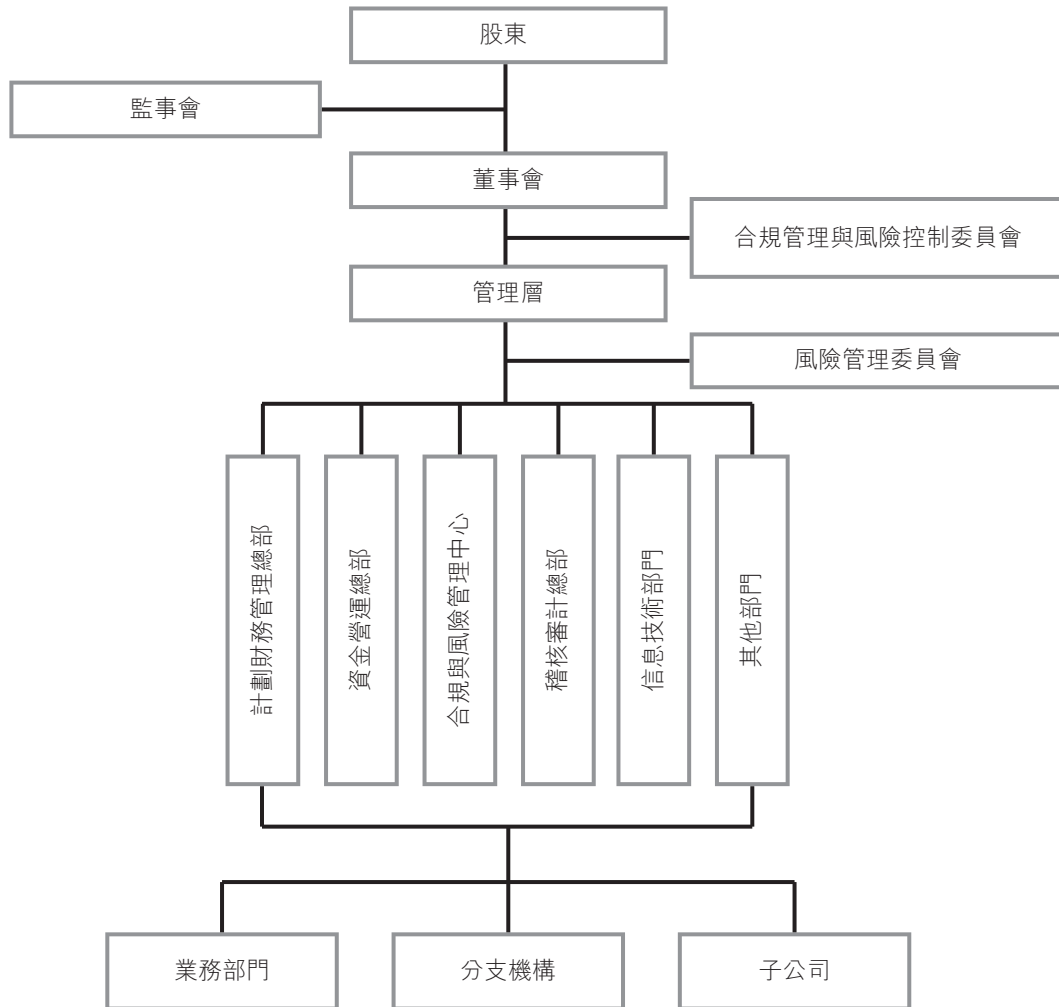 股東
監事會
董事會
合規管理與風險控制委員會
管理層
風險管理委員會
計劃財務管理總部
資金營運總部
合規與風險管理中心
稽核審計總部
信息技術部門
其他部門
業務部門
分支機構
子公司